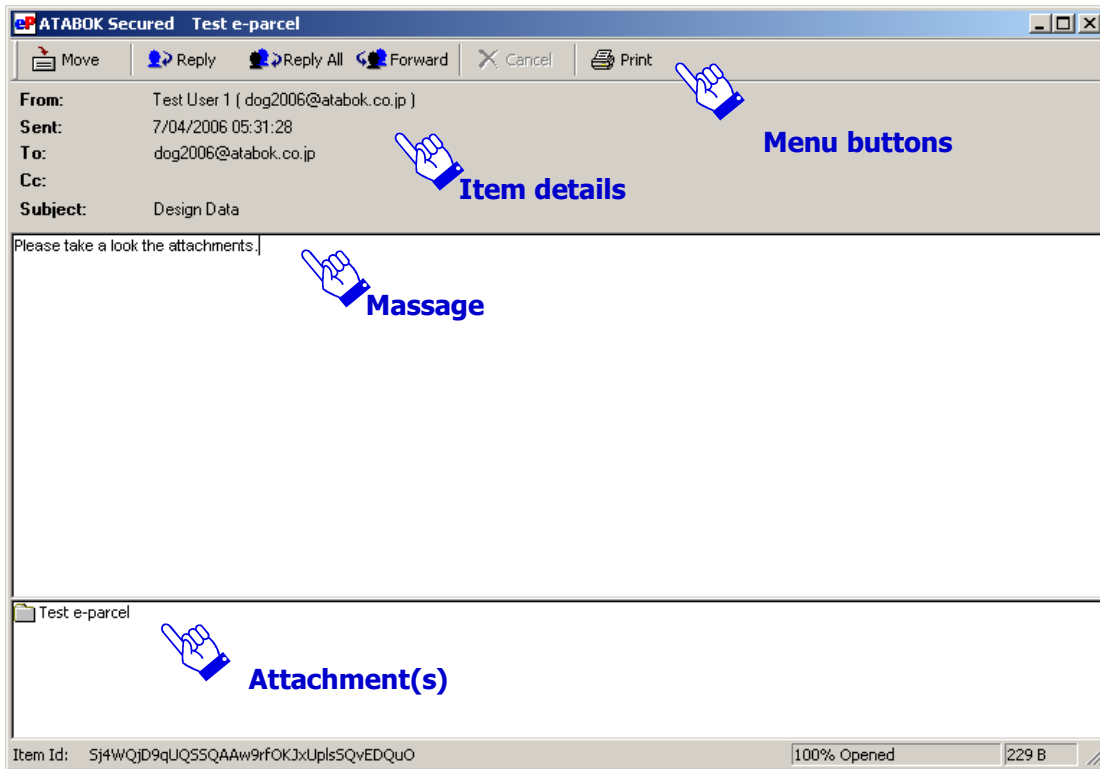 eP ATABOK Secured Test e-parcel
Move Reply Reply All Forward Cancel Print
Menu buttons
From: Test User 1 ( dog2006@atabok.co.jp )
Sent: 7/04/2006 05:31:28
To: dog2006@atabok.co.jp
Cc:
Item details
Subject: Design Data
Please take a look the attachments.
Massage
Test e-parcel
Attachment(s)
Item Id: Sj4WQjD9qUQSSQAAw9rfOKJxUplsSQvEDQuO 100% Opened 229 B